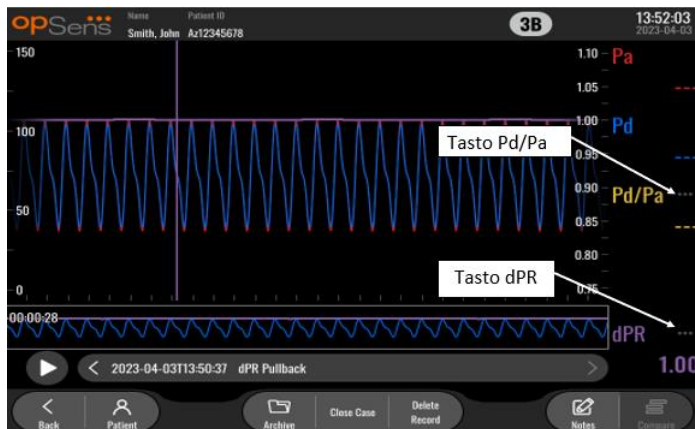 opSens
Name Patient ID
Smith, John Az12345678
3B
13:52:03
2023-04-03
150
100
50
0
1.10
1.05
1.00
0.95
0.90
0.85
0.80
0.75
Pa
Pd
Tasto Pd/Pa
Pd/Pa
Tasto dPR
00:00:28
dPR
1.00
2023-04-03T13:50:37 dPR Pullback
Back
Patient
Archive
Close Case
Delete
Record
Notes
Compare